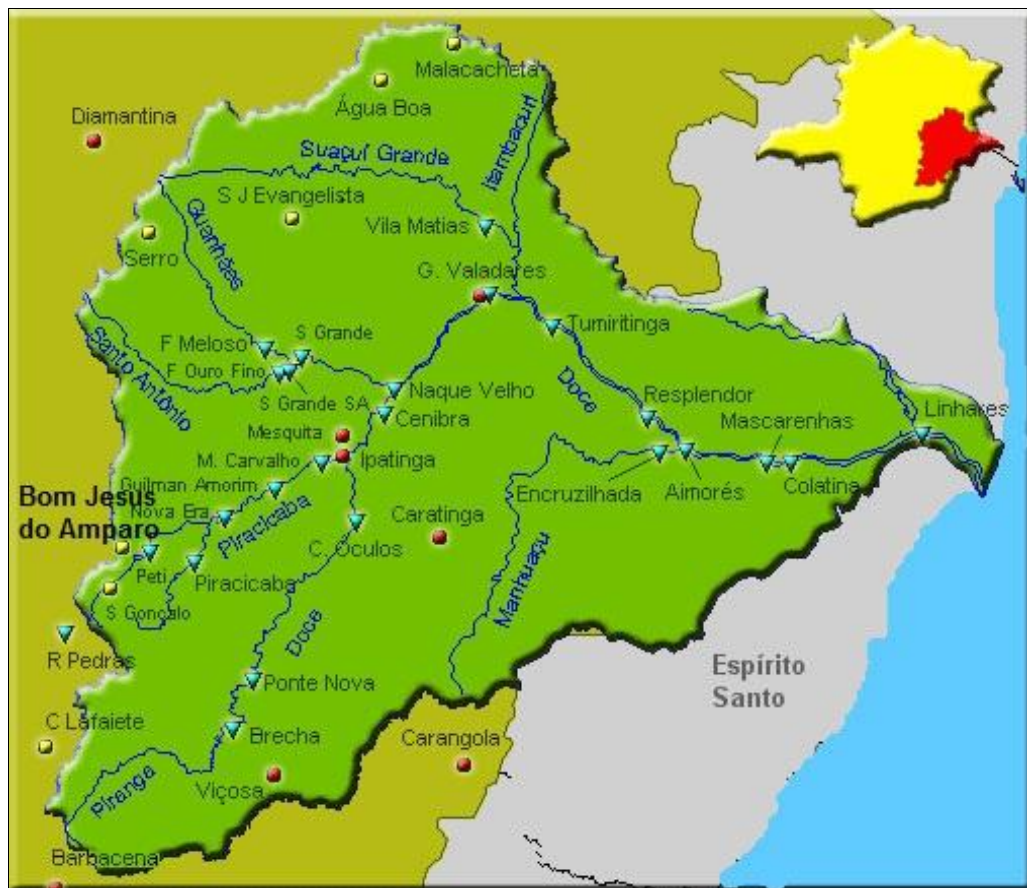 Malacacheta
Água Boa
Diamantina
Itambacuri
Suaçuí Grande
S J Evangelista
Guanhães
Vila Matias
Serro
G. Valadares
Tumiritinga
S Grande
F Meloso
F Ouro Fino
Santo Antônio
Naque Velho
S Grande SA
Cenibra
Doce
Resplendor
Mascarenhas
Linhares
Mesquita
M. Carvalho
Ipatinga
Guilman Amorim
Encruzilhada
Aimorés
Colatina
Bom Jesus
do Amparo
Nova Era
Piracicaba
Caratinga
C. Óculos
Manhuaçu
Peti
Piracicaba
S Gonçalo
Doce
R Pedras
Espírito
Santo
Ponte Nova
C Lafaiete
Brecha
Carangola
Piranga
Viçosa
Barbacena